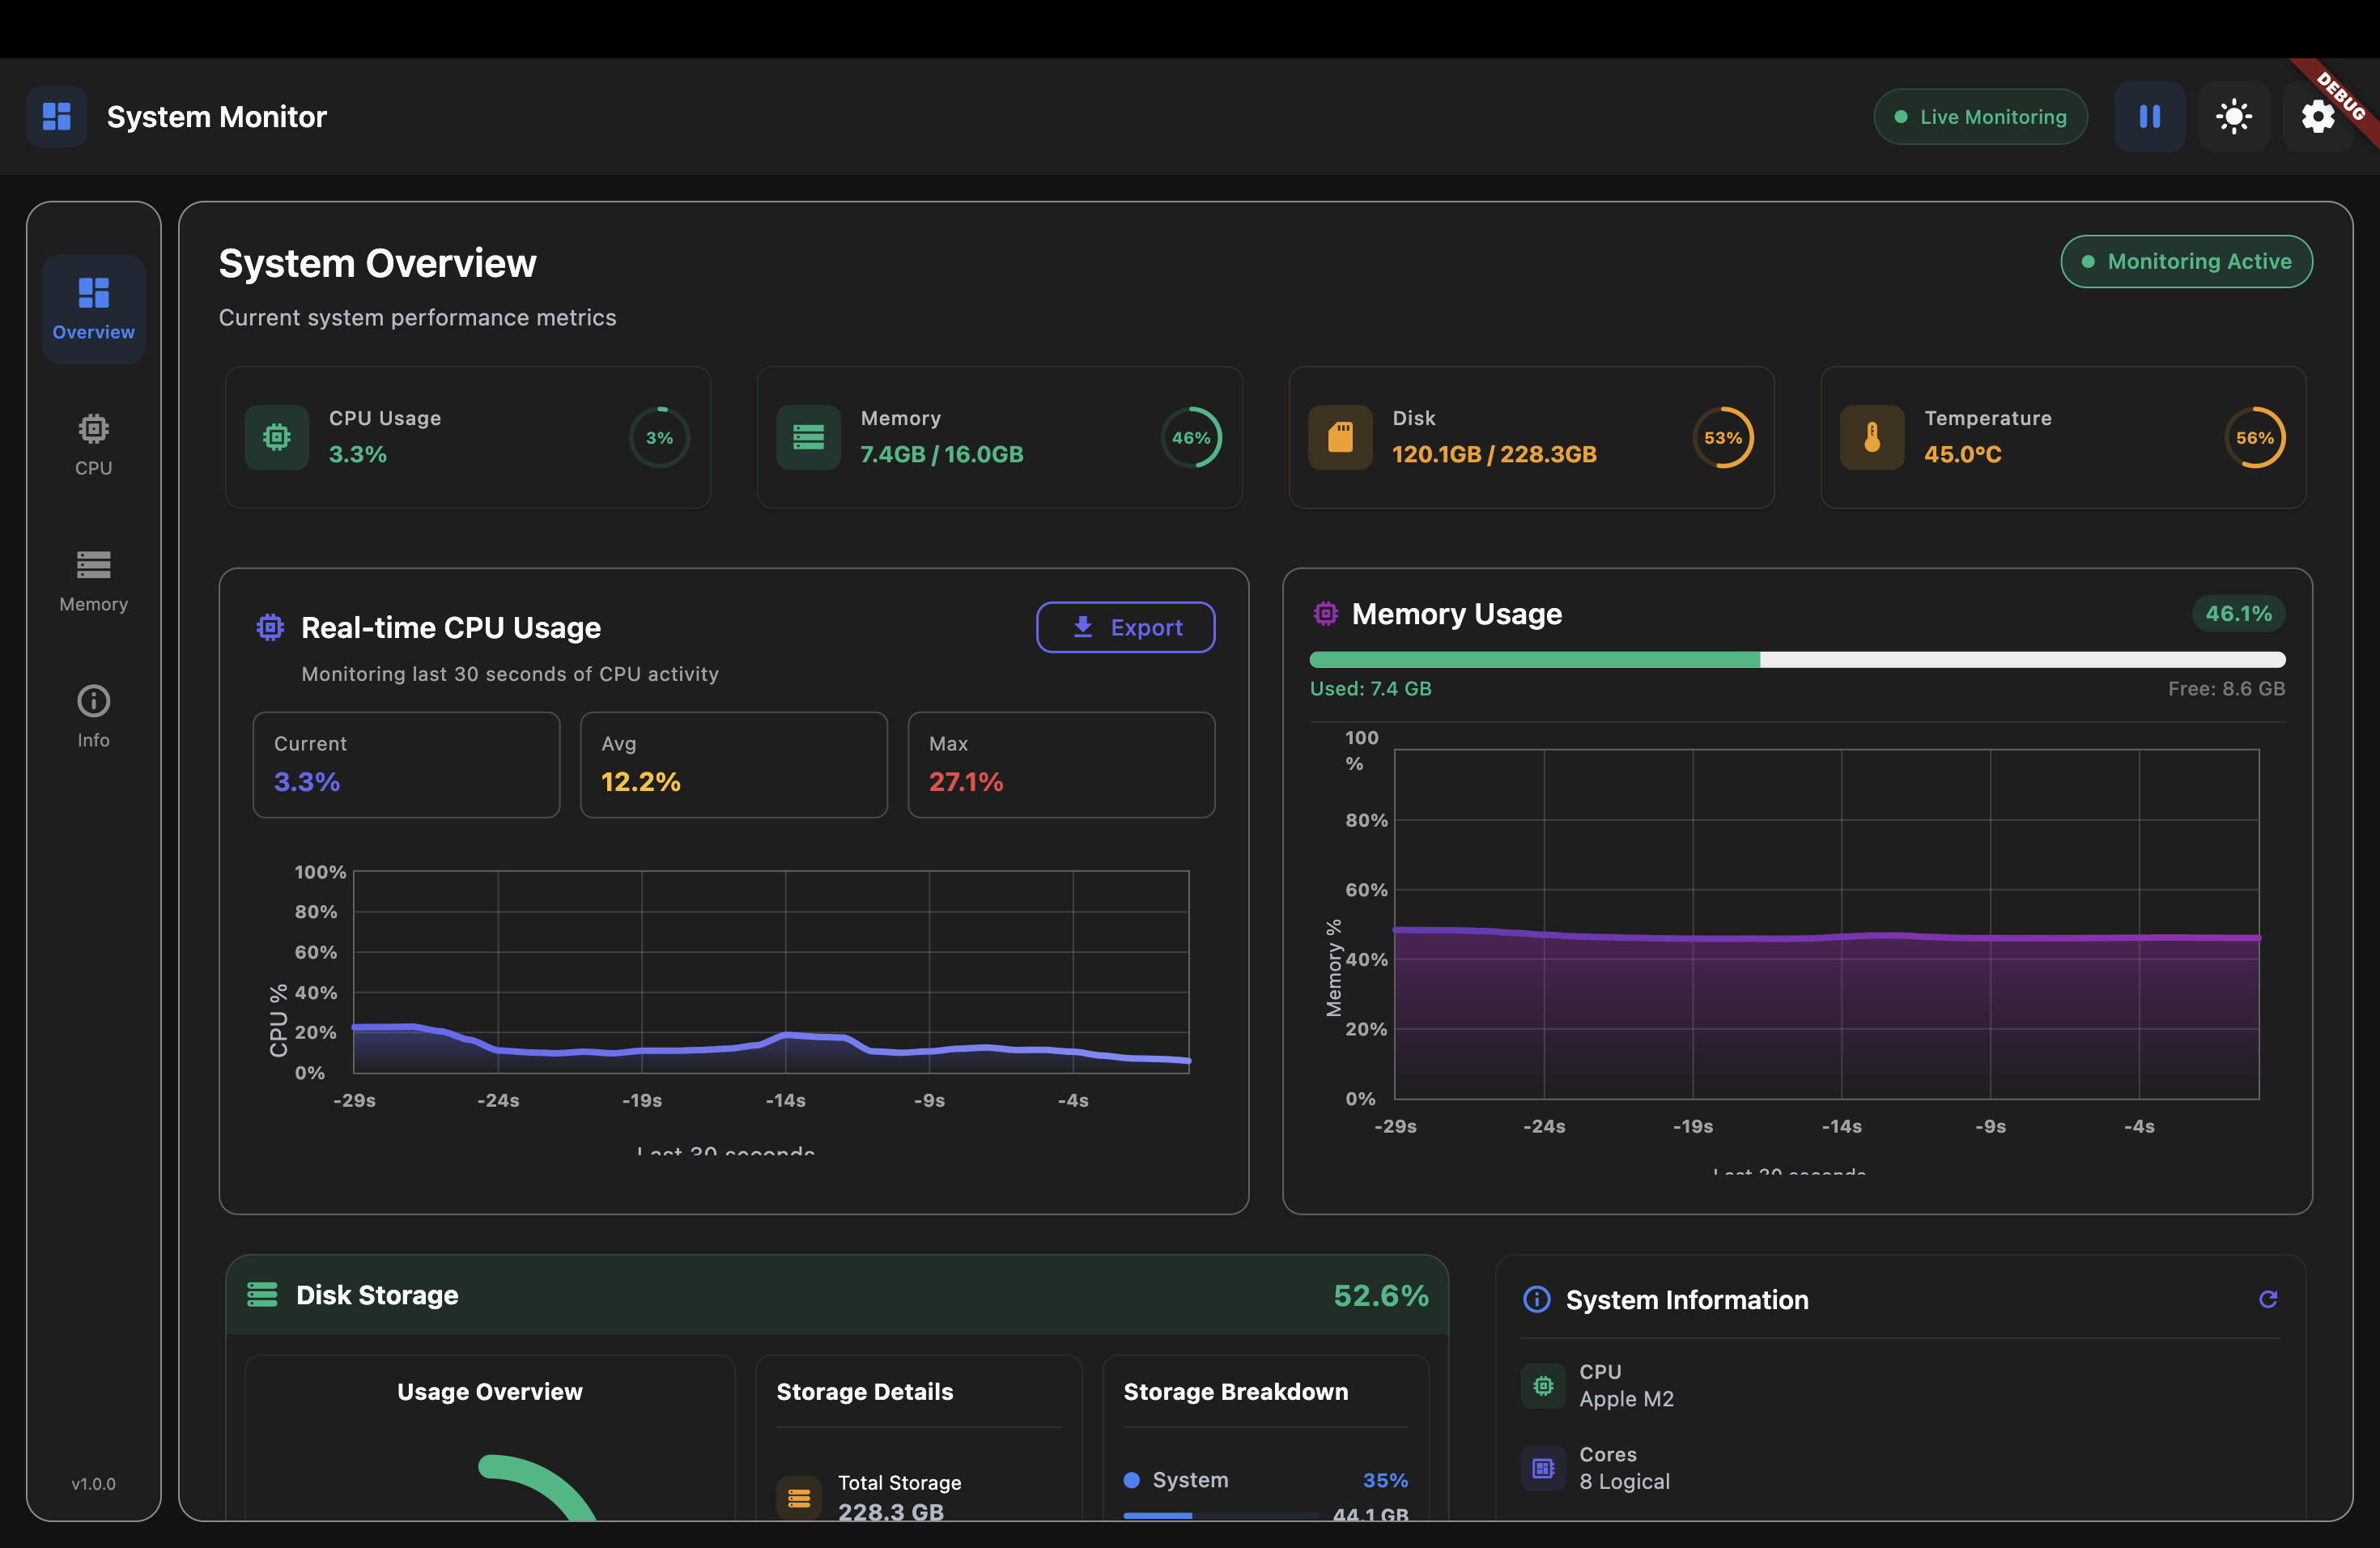 System Monitor
Live Monitoring
DEBUG
Overview
CPU
Memory
Info
v1.0.0
System Overview
Monitoring Active
Current system performance metrics
CPU Usage
3.3%
3%
Memory
7.4GB / 16.0GB
46%
Disk
120.1GB / 228.3GB
53%
Temperature
45.0°C
56%
Real-time CPU Usage
Export
Monitoring last 30 seconds of CPU activity
Current
3.3%
Avg
12.2%
Max
27.1%
100%
80%
60%
40%
20%
0%
CPU %
-29s
-24s
-19s
-14s
-9s
-4s
Last 30 seconds
Memory Usage
46.1%
Used: 7.4 GB
Free: 8.6 GB
100
%
80%
60%
40%
20%
0%
Memory %
-29s
-24s
-19s
-14s
-9s
-4s
Last 30 seconds
Disk Storage
52.6%
Usage Overview
Storage Details
Total Storage
228.3 GB
Storage Breakdown
System
35%
44.1 GB
System Information
CPU
Apple M2
Cores
8 Logical